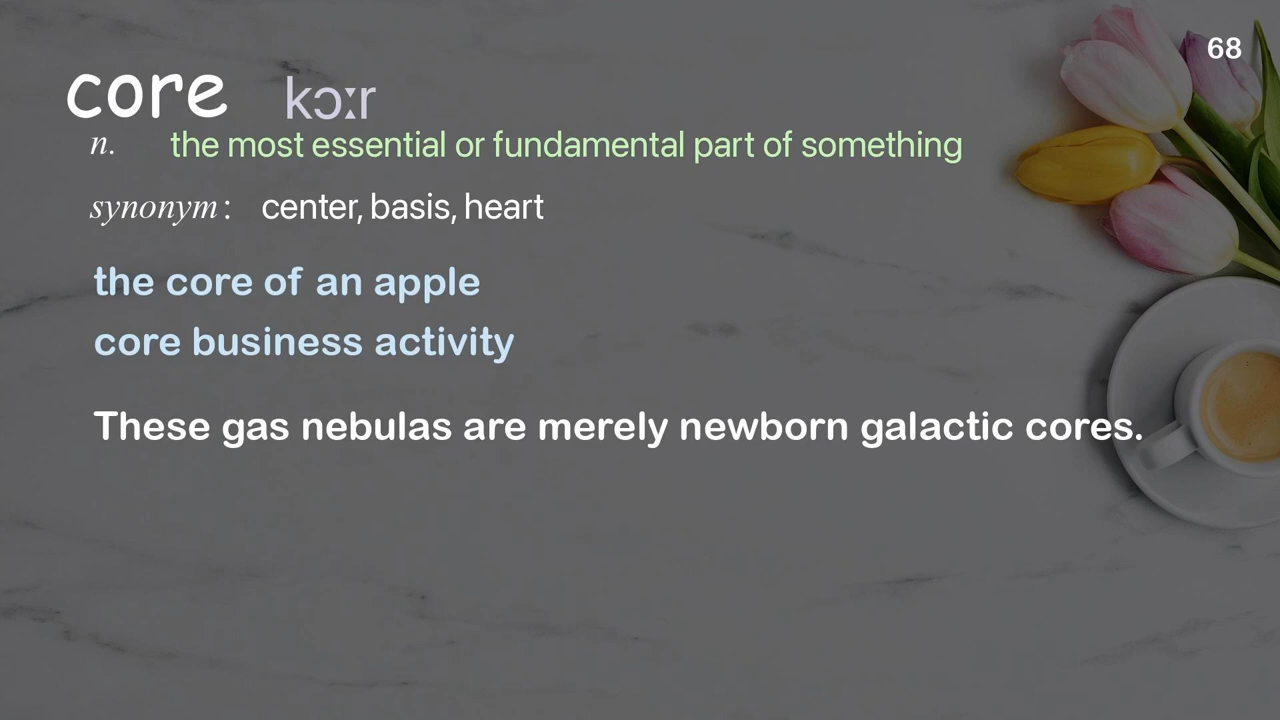 68
core kɔːr
n. the most essential or fundamental part of something
synonym : center, basis, heart
the core of an apple
core business activity
These gas nebulas are merely newborn galactic cores.